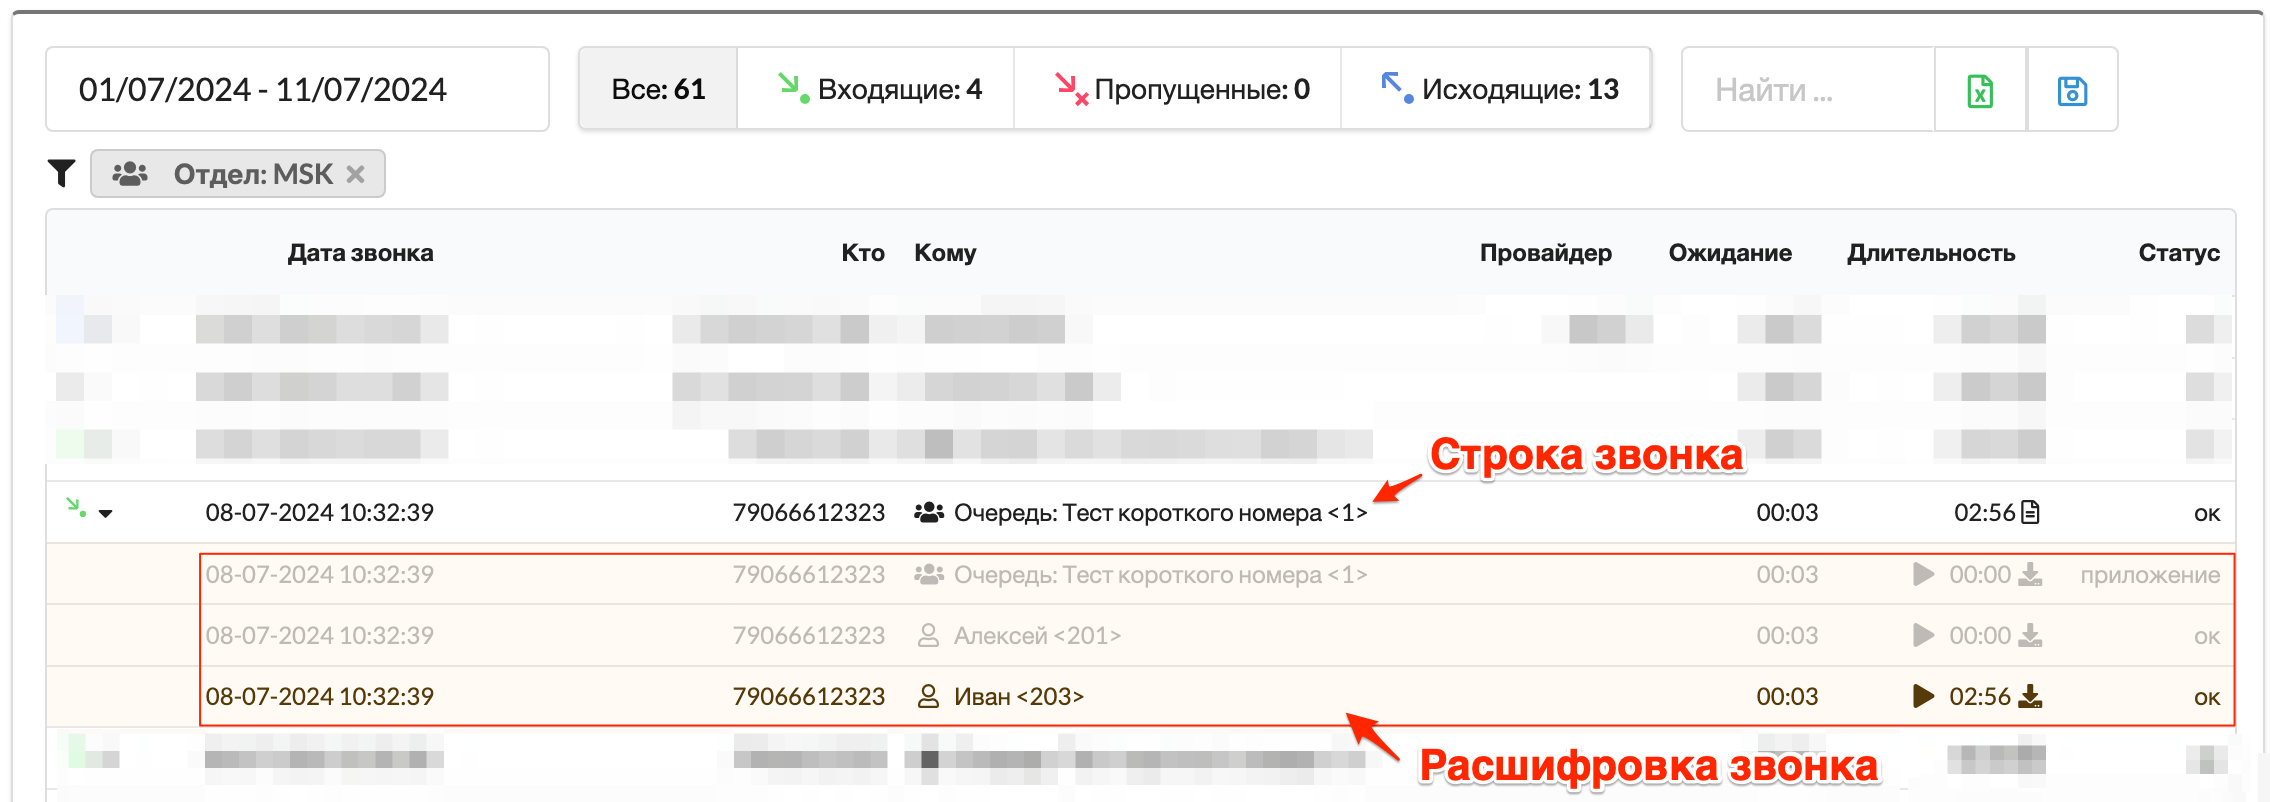 01/07/2024 - 11/07/2024 Все: 61 Входящие: 4 Пропущенные: 0 Исходящие: 13 Найти ...
Отдел: MSK
Дата звонка Кто Кому Провайдер Ожидание Длительность Статус
Строка звонка
08-07-2024 10:32:39 79066612323 Очередь: Тест короткого номера <1> 00:03 02:56 ок
08-07-2024 10:32:39 79066612323 Очередь: Тест короткого номера <1> 00:03 00:00 приложение
08-07-2024 10:32:39 79066612323 Алексей <201> 00:03 00:00 ок
08-07-2024 10:32:39 79066612323 Иван <203> 00:03 02:56 ок
Расшифровка звонка